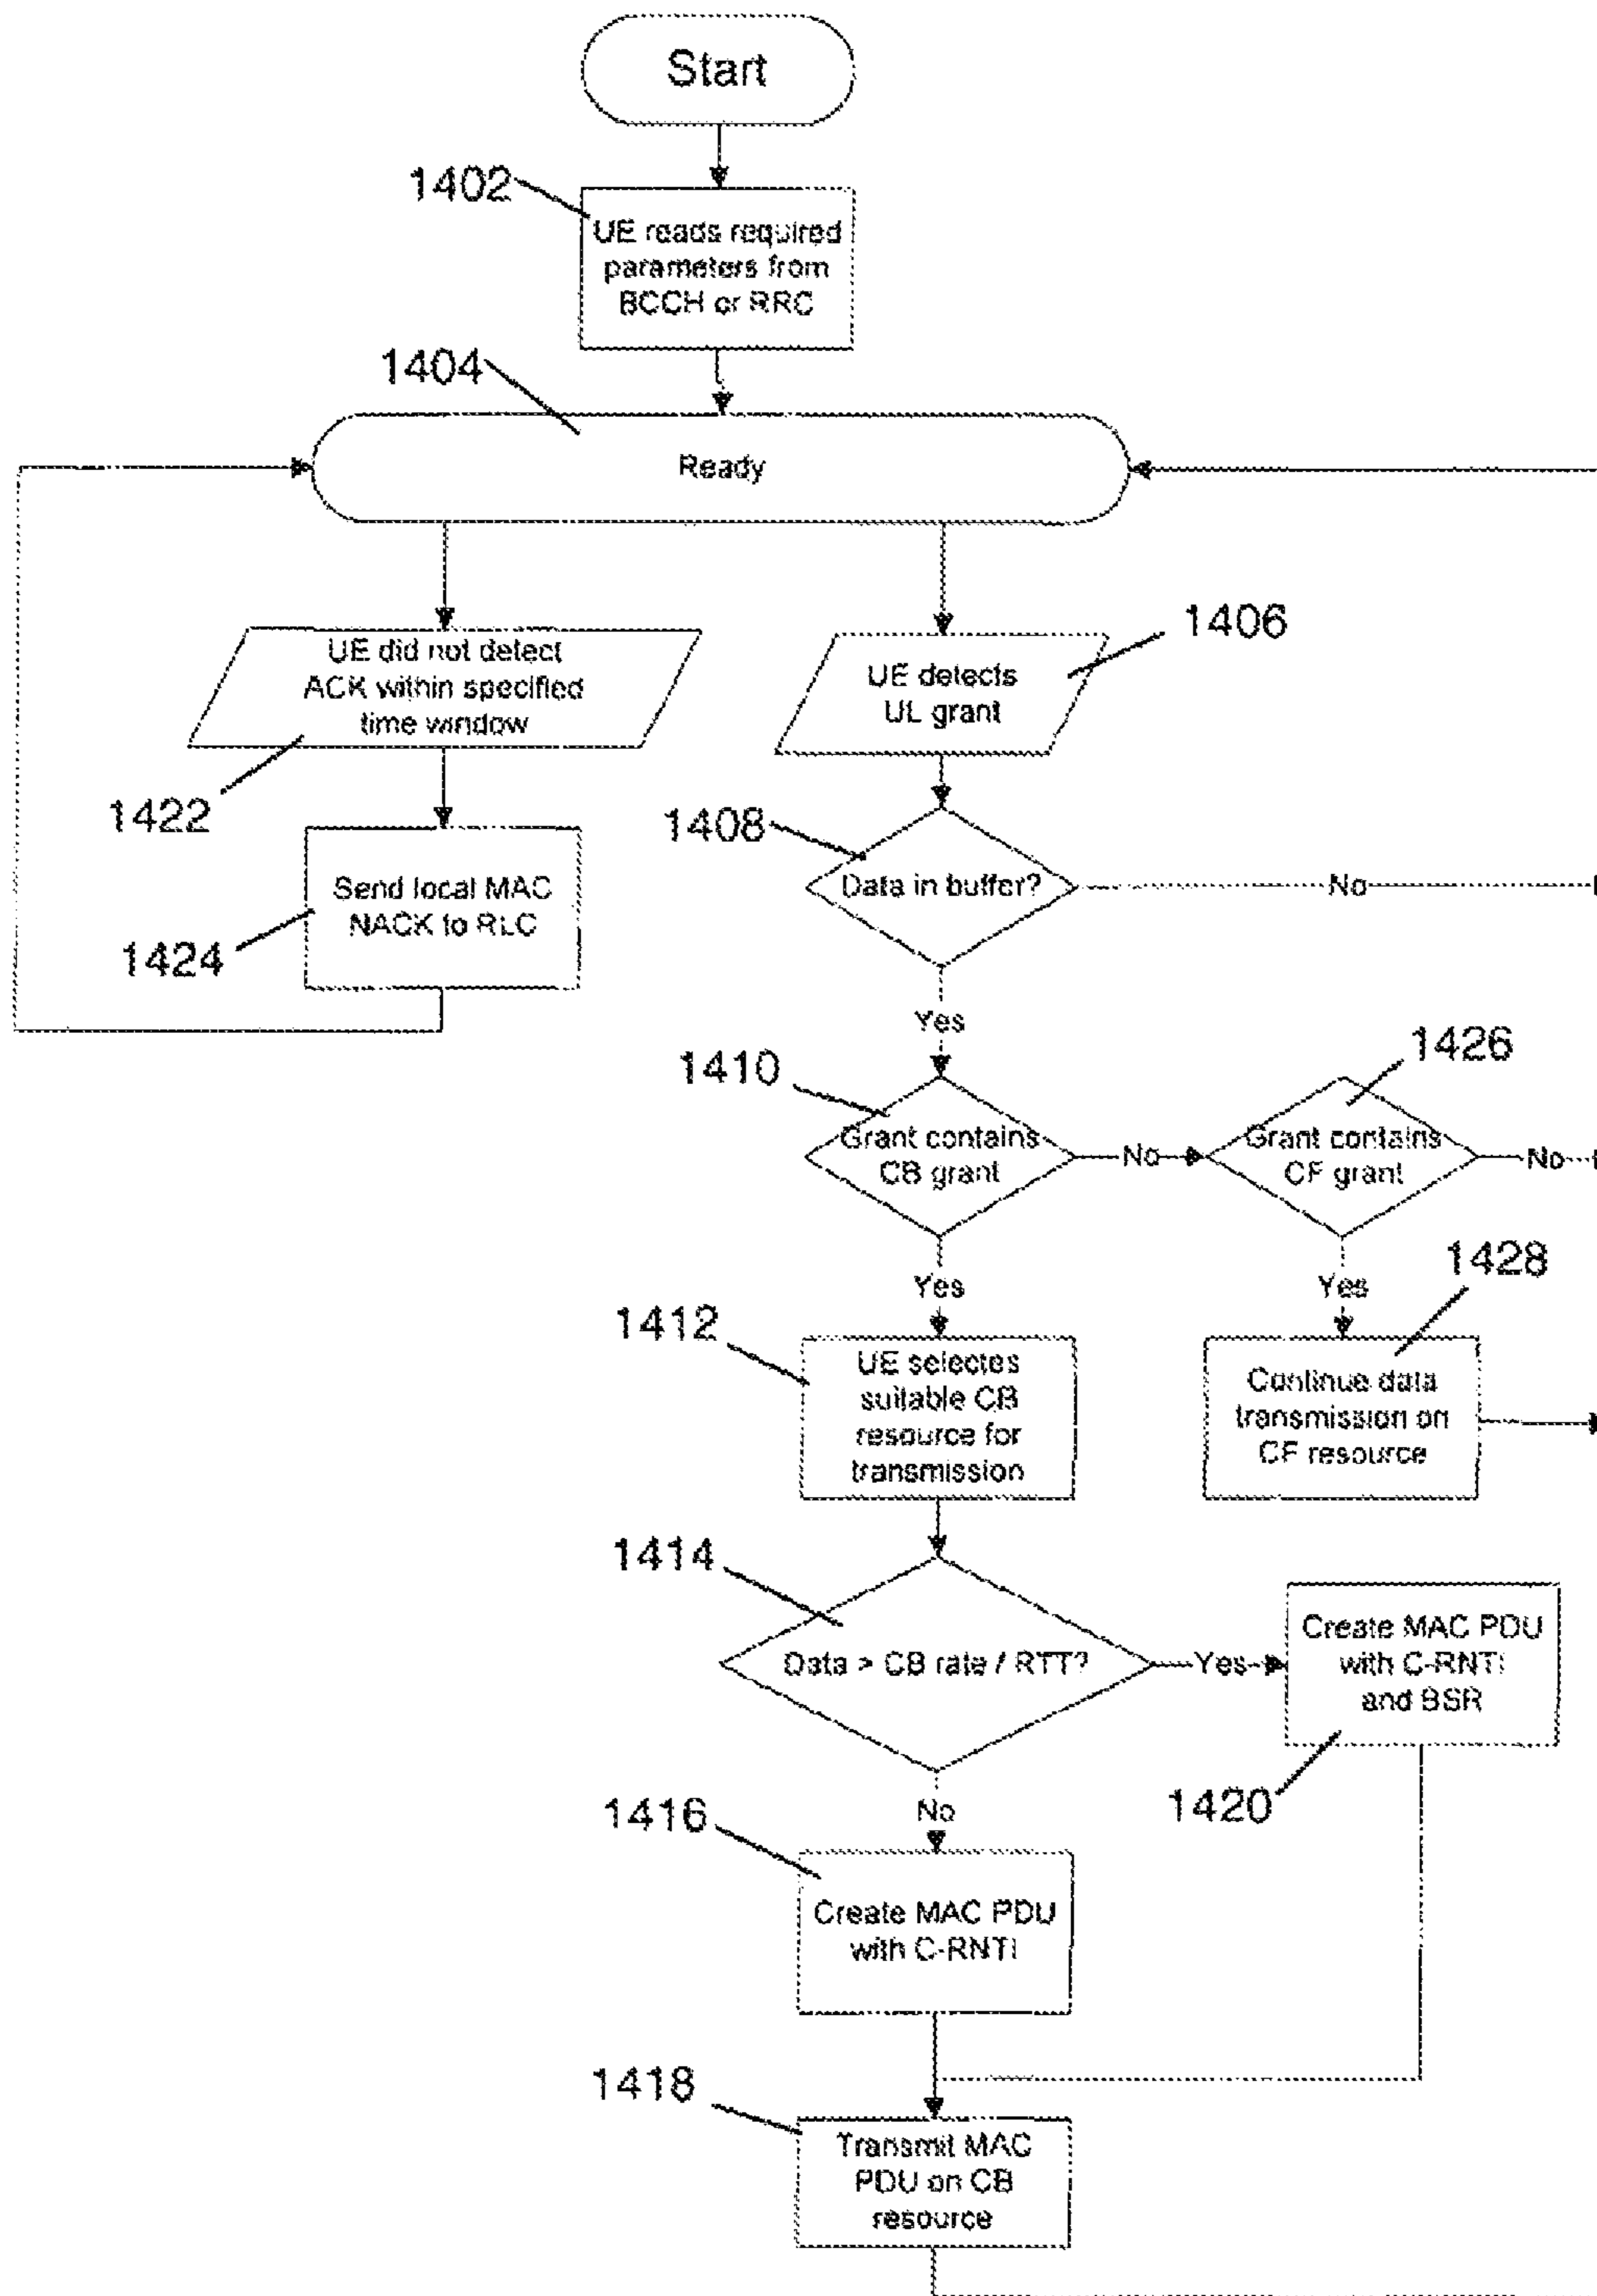 Start
1402
UE reads required
parameters from
BCCH or RRC
1404
Ready
UE did not detect
ACK within specified
time window
1422
UE detects
UL grant
1406
1408
Data in buffer?
No
Send local MAC
NACK to RLC
1424
Yes
1410
Grant contains
CB grant
No
1426
Grant contains
CF grant
No
Yes
Yes
1412
UE selectes
suitable CB
resource for
transmission
1428
Continue data
transmission on
CF resource
1414
Data > CB rate / RTT?
Yes
Create MAC PDU
with C-RNTI
and BSR
1420
No
1416
Create MAC PDU
with C-RNTI
1418
Transmit MAC
PDU on CB
resource